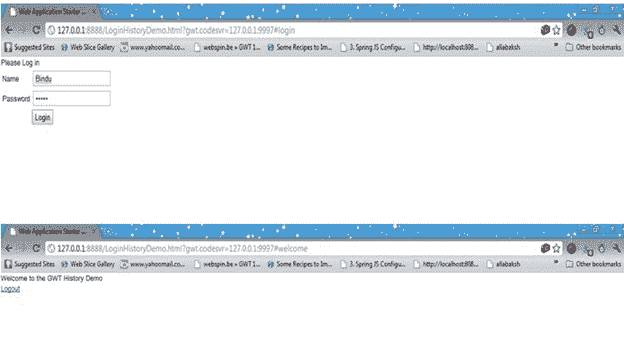 Web Application Starter
127.0.0.1:8888/LoginHistoryDemo.html?gwt.codesvr=127.0.0.1:9997#login
Suggested Sites Web Slice Gallery www.yahoomail.co... webspin.be » GWT 1... Some Recipes to Im... 3. Spring JS Configu... http://localhost:808... allabaksh » Other bookmarks
Please Log in
Name Bindu
Password •••••
Login
Web Application Starter
127.0.0.1:8888/LoginHistoryDemo.html?gwt.codesvr=127.0.0.1:9997#welcome
Suggested Sites Web Slice Gallery www.yahoomail.co... webspin.be » GWT 1... Some Recipes to Im... 3. Spring JS Configu... http://localhost:808... allabaksh » Other bookmarks
Welcome to the GWT History Demo
Logout